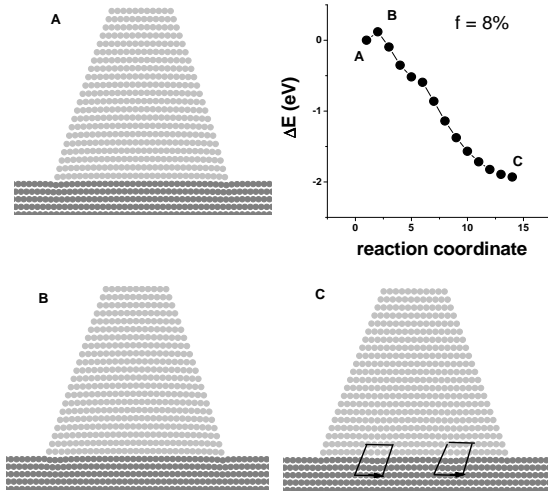 A
f = 8%
B
A
C
ΔE (eV)
0
-1
-2
0
5
10
15
reaction coordinate
B
C